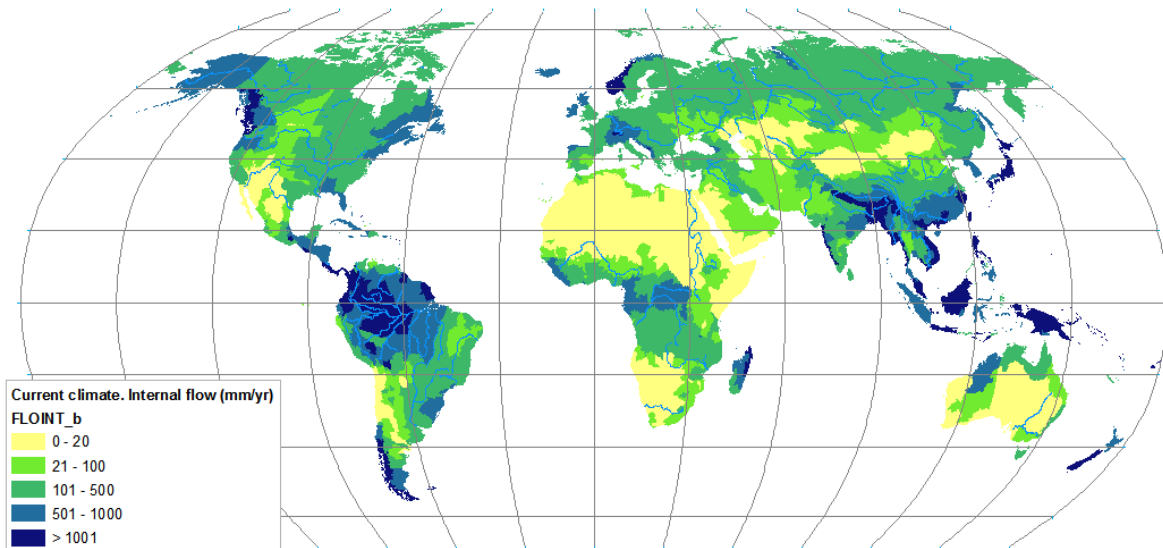 Current climate. Internal flow (mm/yr)
FLOINT_b
0 - 20
21 - 100
101 - 500
501 - 1000
> 1001